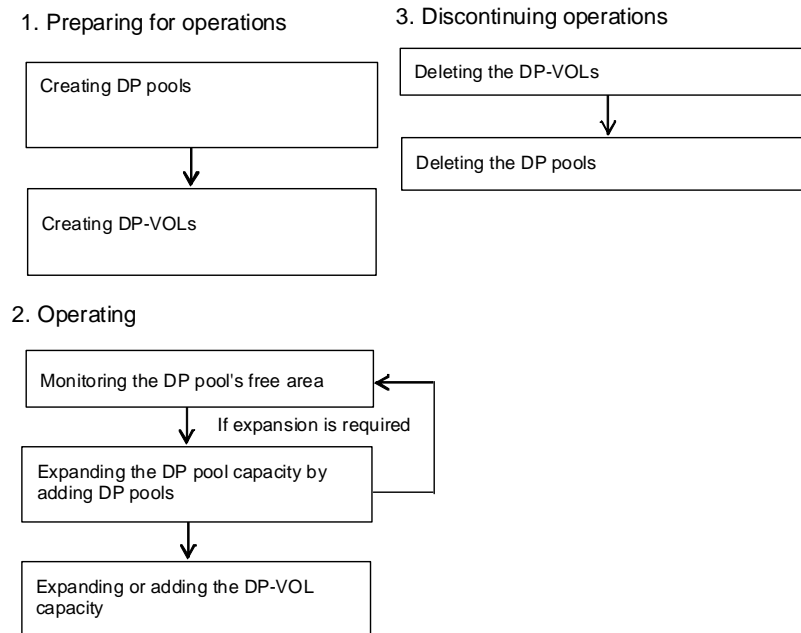 1. Preparing for operations
Creating DP pools
Creating DP-VOLs
2. Operating
Monitoring the DP pool's free area
If expansion is required
Expanding the DP pool capacity by
adding DP pools
Expanding or adding the DP-VOL
capacity
3. Discontinuing operations
Deleting the DP-VOLs
Deleting the DP pools